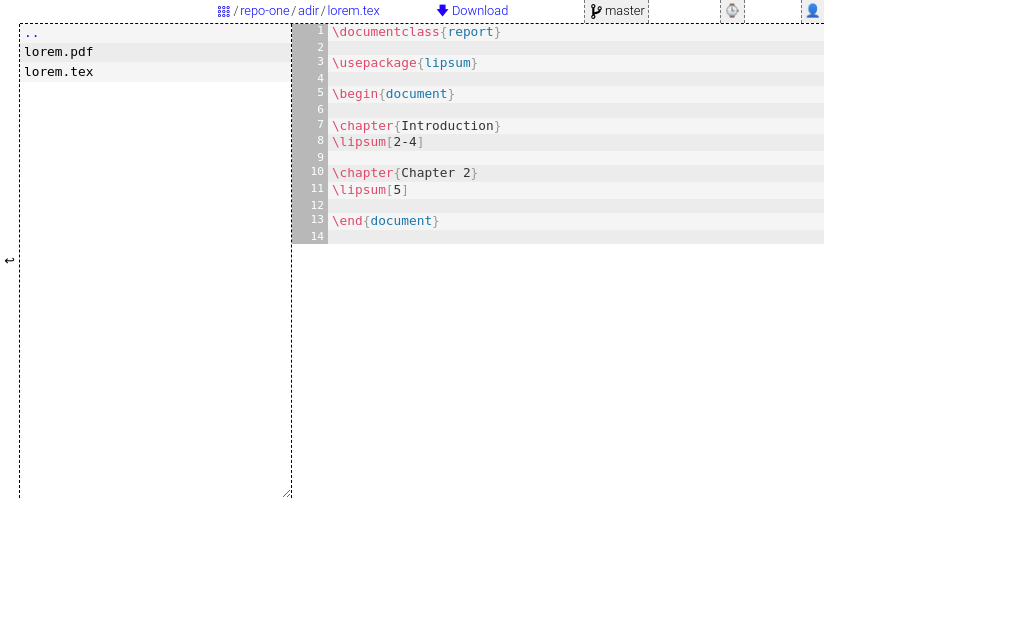 / repo-one / adir / lorem.tex Download master
..
lorem.pdf
lorem.tex
1 \documentclass{report}
2
3 \usepackage{lipsum}
4
5 \begin{document}
6
7 \chapter{Introduction}
8 \lipsum[2-4]
9
10 \chapter{Chapter 2}
11 \lipsum[5]
12
13 \end{document}
14